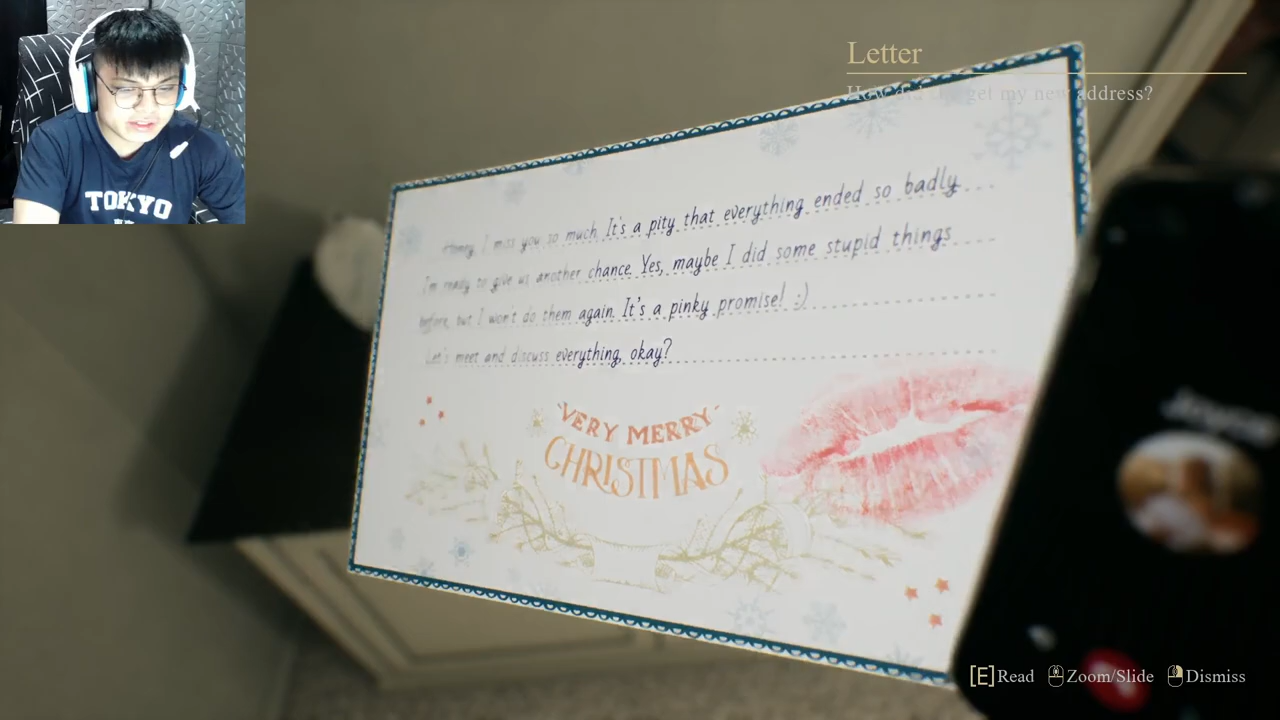 Letter
How did she get my new address?
Honey, I miss you so much. It's a pity that everything ended so badly...
I'm ready to give us another chance. Yes, maybe I did some stupid things
before, but I won't do them again. It's a pinky promise! :)
Let's meet and discuss everything, okay?
VERY MERRY
CHRISTMAS
TOKYO
[E] Read Zoom/Slide Dismiss